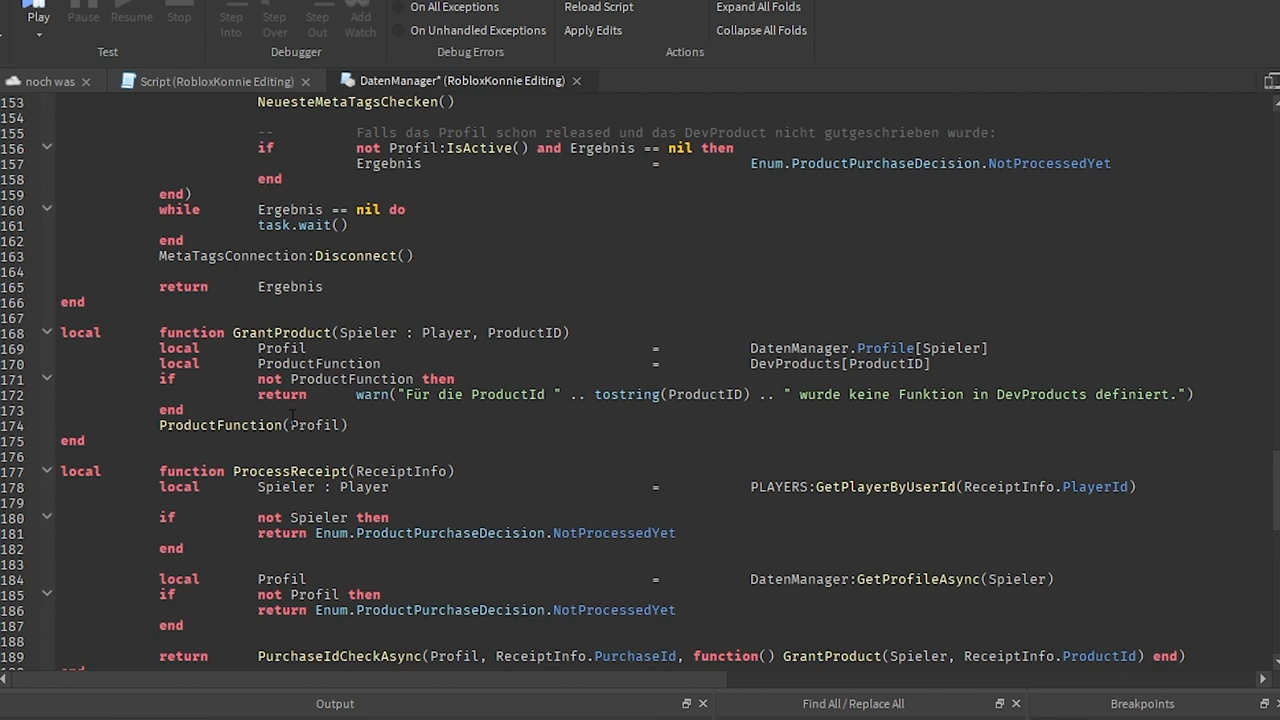 Play Pause Resume Stop Step Into Step Over Step Out Add Watch On All Exceptions Reload Script Expand All Folds
On Unhandled Exceptions Apply Edits Collapse All Folds
Test Debugger Debug Errors Actions
noch was Script (RobloxKonnie Editing) DatenManager* (RobloxKonnie Editing)
153 NeuesteMetaTagsChecken()
154
155 -- Falls das Profil schon released und das DevProduct nicht gutgeschrieben wurde:
156 if not Profil:IsActive() and Ergebnis == nil then
157 Ergebnis = Enum.ProductPurchaseDecision.NotProcessedYet
158 end
159 end)
160 while Ergebnis == nil do
161 task.wait()
162 end
163 MetaTagsConnection:Disconnect()
164
165 return Ergebnis
166 end
167
168 local function GrantProduct(Spieler : Player, ProductID)
169 local Profil = DatenManager.Profile[Spieler]
170 local ProductFunction = DevProducts[ProductID]
171 if not ProductFunction then
172 return warn("Für die ProductId " .. tostring(ProductID) .. " wurde keine Funktion in DevProducts definiert.")
173 end
174 ProductFunction(Profil)
175 end
176
177 local function ProcessReceipt(ReceiptInfo)
178 local Spieler : Player = PLAYERS:GetPlayerByUserId(ReceiptInfo.PlayerId)
179
180 if not Spieler then
181 return Enum.ProductPurchaseDecision.NotProcessedYet
182 end
183
184 local Profil = DatenManager:GetProfileAsync(Spieler)
185 if not Profil then
186 return Enum.ProductPurchaseDecision.NotProcessedYet
187 end
188
189 return PurchaseIdCheckAsync(Profil, ReceiptInfo.PurchaseId, function() GrantProduct(Spieler, ReceiptInfo.ProductId) end)
Output Find All / Replace All Breakpoints